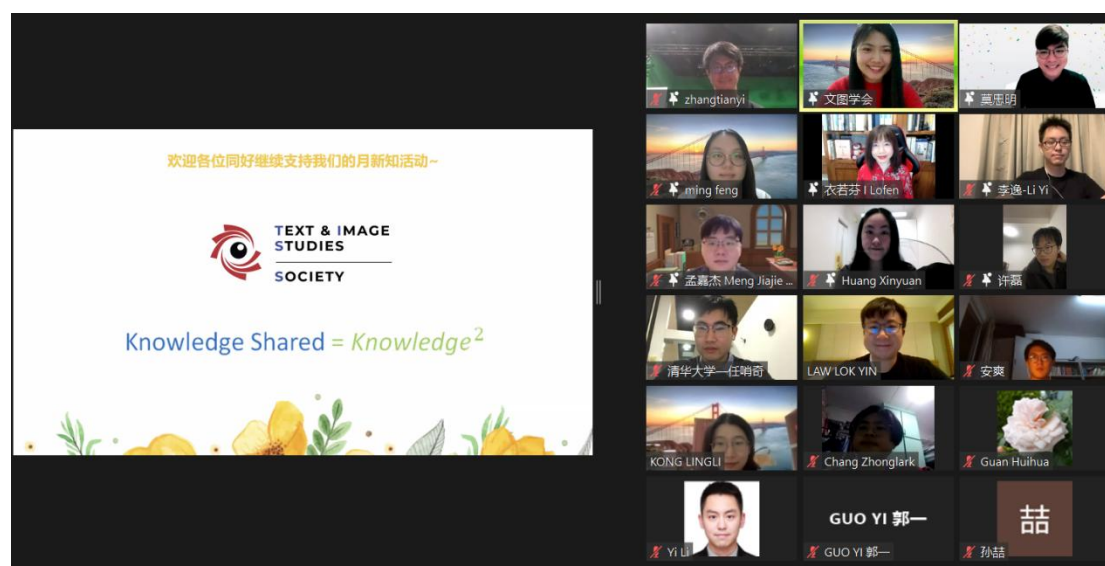 欢迎各位同好继续支持我们的月新知活动~
TEXT & IMAGE
STUDIES
SOCIETY
Knowledge Shared = Knowledge²
zhangtianyi
文图学会
莫忠明
ming feng
衣若芬 I Lofen
李逸-Li Yi
孟嘉杰 Meng Jiajie ...
Huang Xinyuan
许磊
清华大学—任哨奇
LAW LOK YIN
安爽
KONG LINGLI
Chang Zhonglark
Guan Huihua
Yi Li
GUO YI 郭一
GUO YI 郭一
喆
孙喆